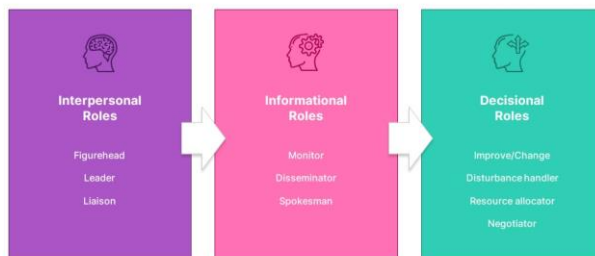 Interpersonal
Roles
Figurehead
Leader
Liaison
Informational
Roles
Monitor
Disseminator
Spokesman
Decisional
Roles
Improve/Change
Disturbance handler
Resource allocator
Negotiator